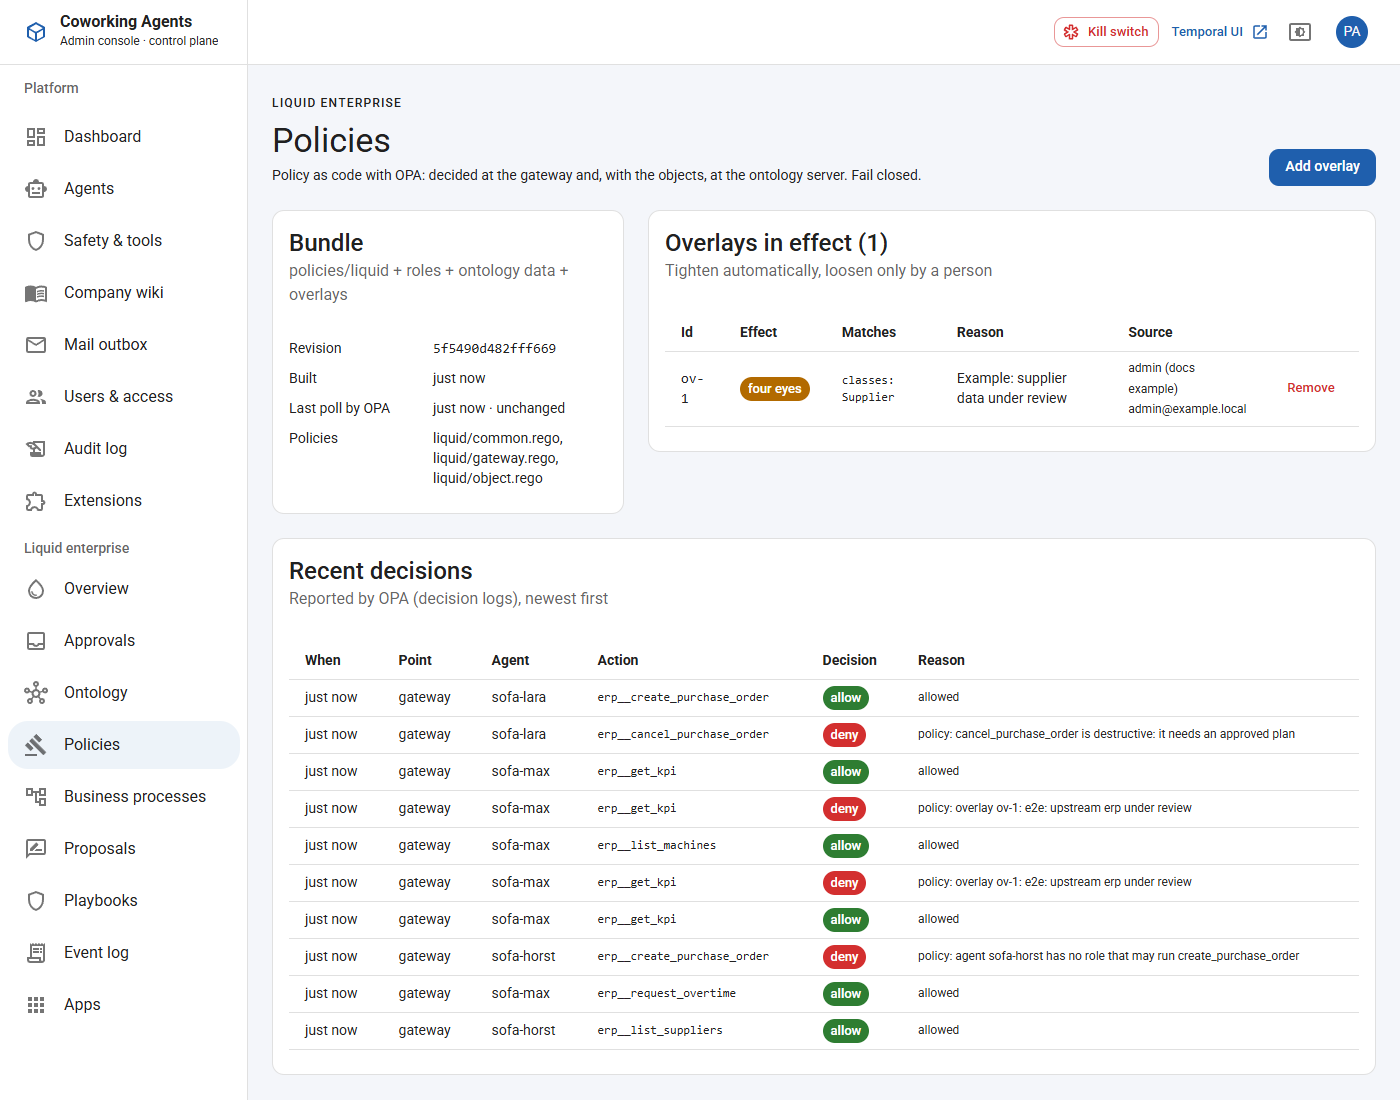 Coworking Agents
Admin console · control plane
Kill switch
Temporal UI
PA
Platform
Dashboard
Agents
Safety & tools
Company wiki
Mail outbox
Users & access
Audit log
Extensions
Liquid enterprise
Overview
Approvals
Ontology
Policies
Business processes
Proposals
Playbooks
Event log
Apps
LIQUID ENTERPRISE
Policies
Policy as code with OPA: decided at the gateway and, with the objects, at the ontology server. Fail closed.
Add overlay
Bundle
policies/liquid + roles + ontology data +
overlays
Revision 5f5490d482fff669
Built just now
Last poll by OPA just now · unchanged
Policies liquid/common.rego,
liquid/gateway.rego,
liquid/object.rego
Overlays in effect (1)
Tighten automatically, loosen only by a person
Id Effect Matches Reason Source
ov-
1
four eyes
classes:
Supplier
Example: supplier
data under review
admin (docs
example)
admin@example.local
Remove
Recent decisions
Reported by OPA (decision logs), newest first
When Point Agent Action Decision Reason
just now gateway sofa-lara erp__create_purchase_order allow allowed
just now gateway sofa-lara erp__cancel_purchase_order deny policy: cancel_purchase_order is destructive: it needs an approved plan
just now gateway sofa-max erp__get_kpi allow allowed
just now gateway sofa-max erp__get_kpi deny policy: overlay ov-1: e2e: upstream erp under review
just now gateway sofa-max erp__list_machines allow allowed
just now gateway sofa-max erp__get_kpi deny policy: overlay ov-1: e2e: upstream erp under review
just now gateway sofa-max erp__get_kpi allow allowed
just now gateway sofa-horst erp__create_purchase_order deny policy: agent sofa-horst has no role that may run create_purchase_order
just now gateway sofa-max erp__request_overtime allow allowed
just now gateway sofa-horst erp__list_suppliers allow allowed